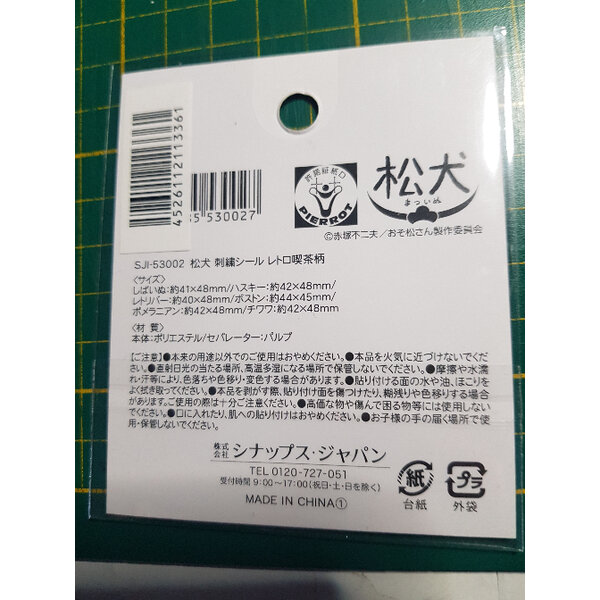 4526112113361
35 530027
許諾証紙口
PIERROT
松犬
まついぬ
©赤塚不二夫/おそ松さん製作委員会
SJI-53002 松犬 刺繍シール レトロ喫茶柄
〈サイズ〉
しばいぬ:約41×48mm/ハスキー:約42×48mm/
レトリバー:約40×48mm/ボストン:約44×45mm/
ポメラニアン:約42×48mm/チワワ:約42×48mm
〈材 質〉
本体:ポリエステル/セパレーター:パルプ
【ご注意】●本来の用途以外でのご使用はおやめください。●本品を火気に近づけないでくだ
さい。●直射日光の当たる場所、高温多湿になる場所で保管しないでください。●摩擦や水濡
れ・汗等により、色落ちや色移り・変色する場合があります。●貼り付ける面の水や油、ほこりを
よく拭き取ってください。●本品を剥がす際、貼り付け面を傷つけたり、糊残りや色移りする場合
があります。ご使用の際は十分ご注意ください。●高価な物や傷んで困る物等には使用しない
でください。●口に入れたり、肌への貼り付けはおやめください。●お子様の手の届く場所で使
用・保管しないでください。
株式会社 シナップス・ジャパン
TEL 0120-727-051
受付時間 9:00～17:00(祝日・土・日を除く)
MADE IN CHINA①
紙
台紙
プラ
外袋